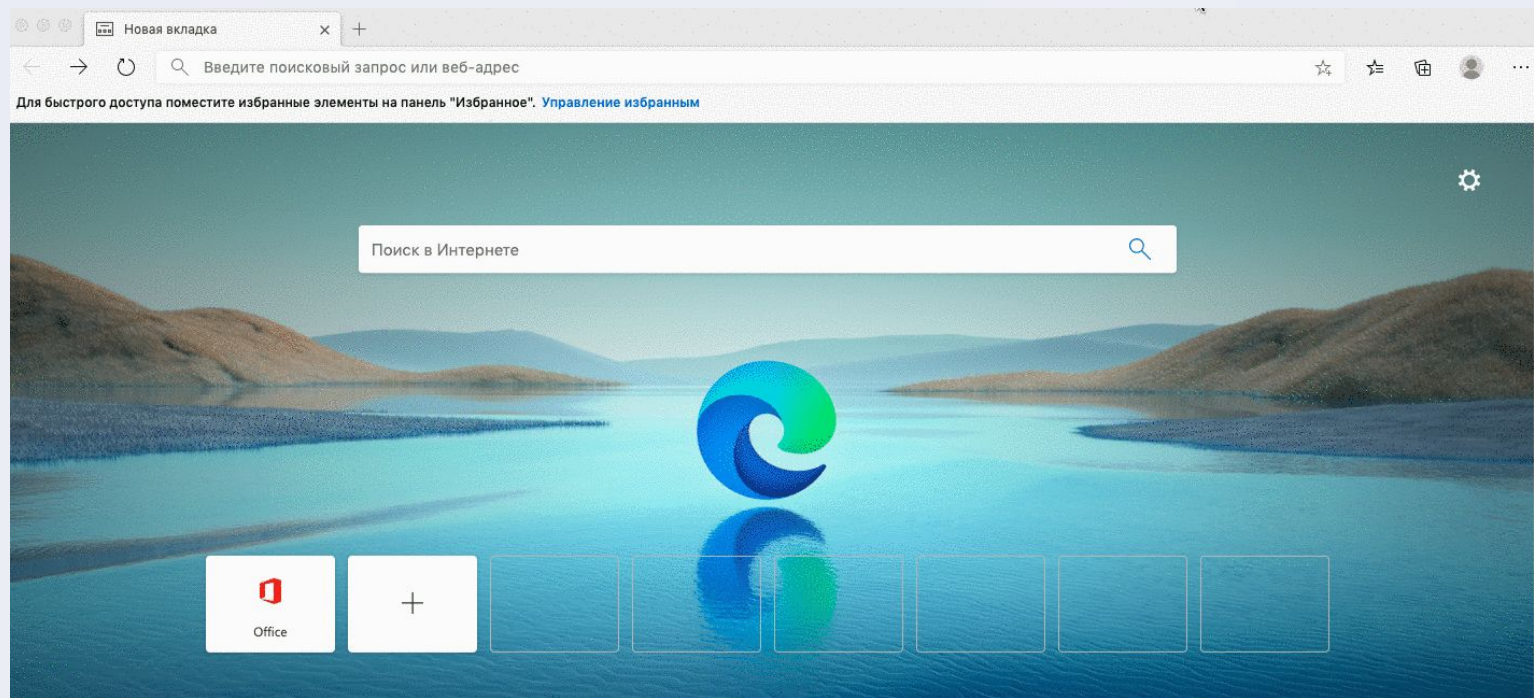 Новая вкладка
Введите поисковый запрос или веб-адрес
Для быстрого доступа поместите избранные элементы на панель "Избранное". Управление избранным
Поиск в Интернете
Office